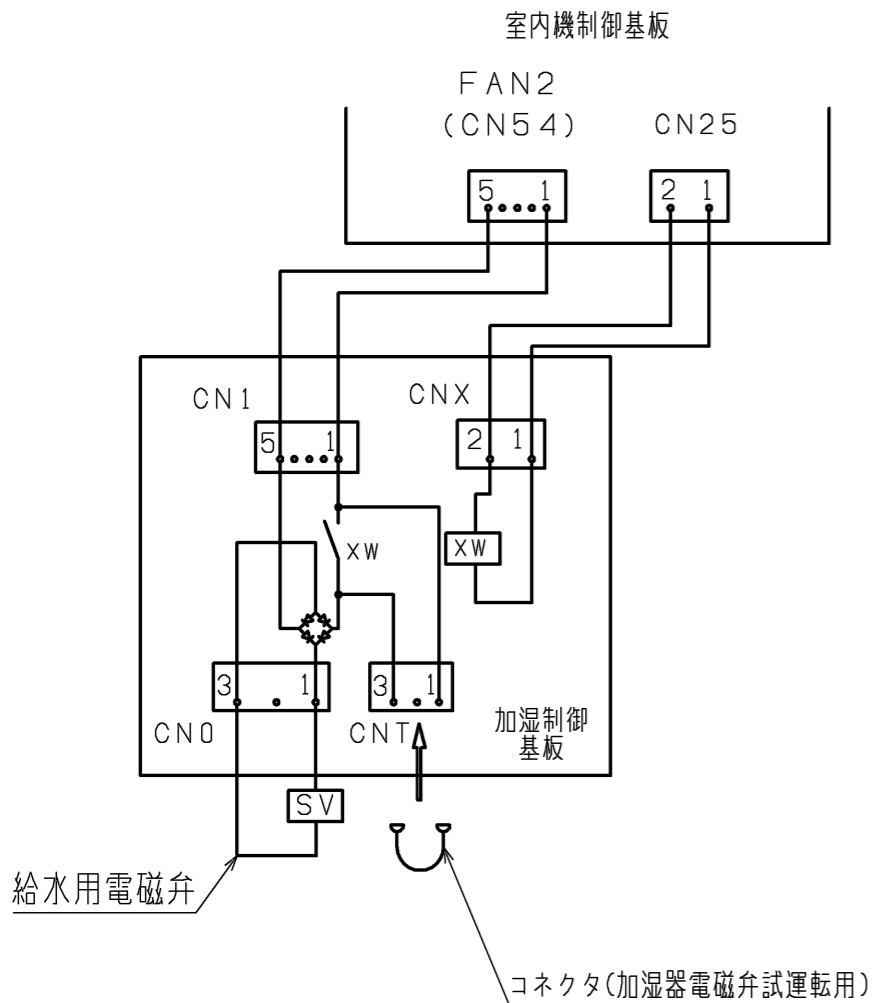 室内機制御基板
FAN2
(CN54)
CN25
5 1
2 1
CN1
CNX
5 1
2 1
XW
XW
3 1
3 1
CNO
CNT
加湿制御
基板
SV
給水用電磁弁
コネクタ(加湿器電磁弁試運転用)